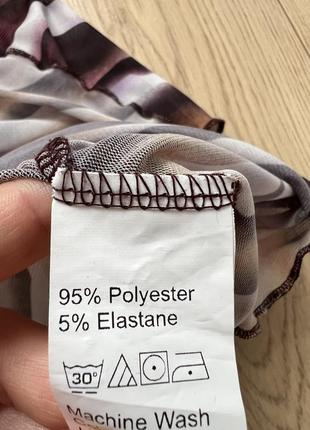 95% Polyester
5% Elastane
30°
Machine Wash